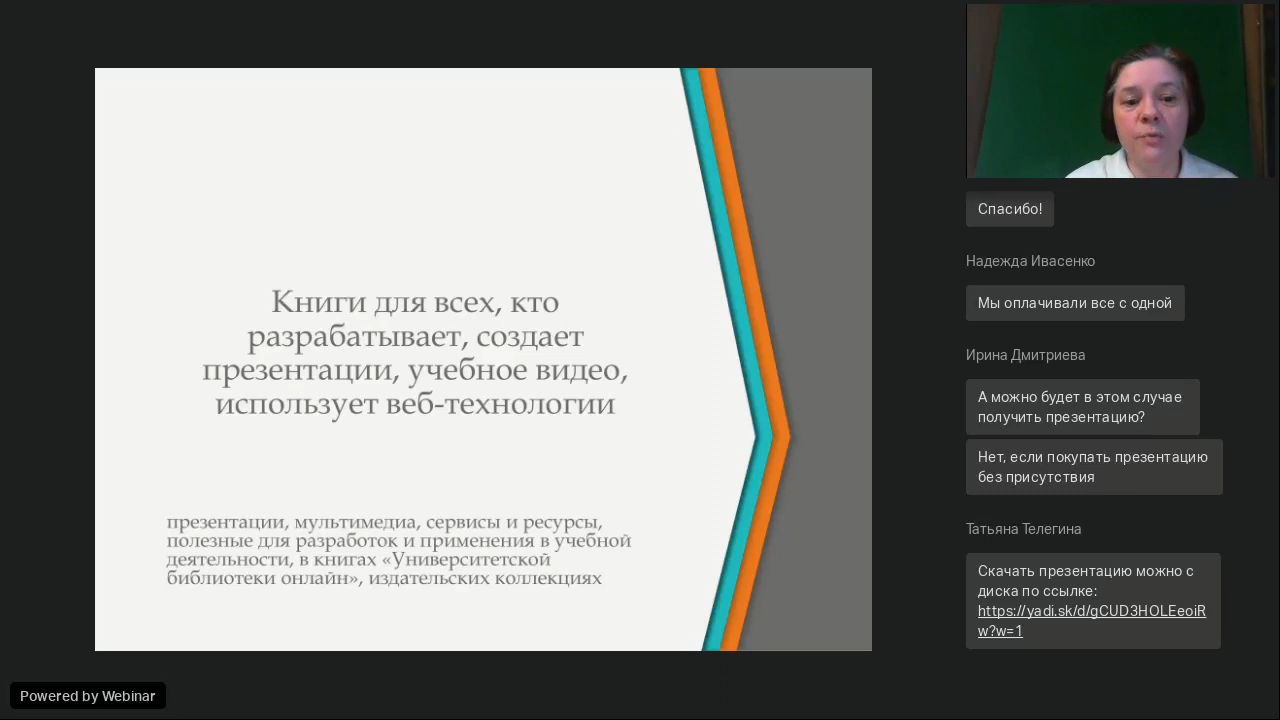 Книги для всех, кто
разрабатывает, создает
презентации, учебное видео,
использует веб-технологии
презентации, мультимедиа, сервисы и ресурсы,
полезные для разработок и применения в учебной
деятельности, в книгах «Университетской
библиотеки онлайн», издательских коллекциях
Спасибо!
Надежда Ивасенко
Мы оплачивали все с одной
Ирина Дмитриева
А можно будет в этом случае
получить презентацию?
Нет, если покупать презентацию
без присутствия
Татьяна Телегина
Скачать презентацию можно с
диска по ссылке:
https://yadi.sk/d/gCUD3HOLEeoiR
w?w=1
Powered by Webinar